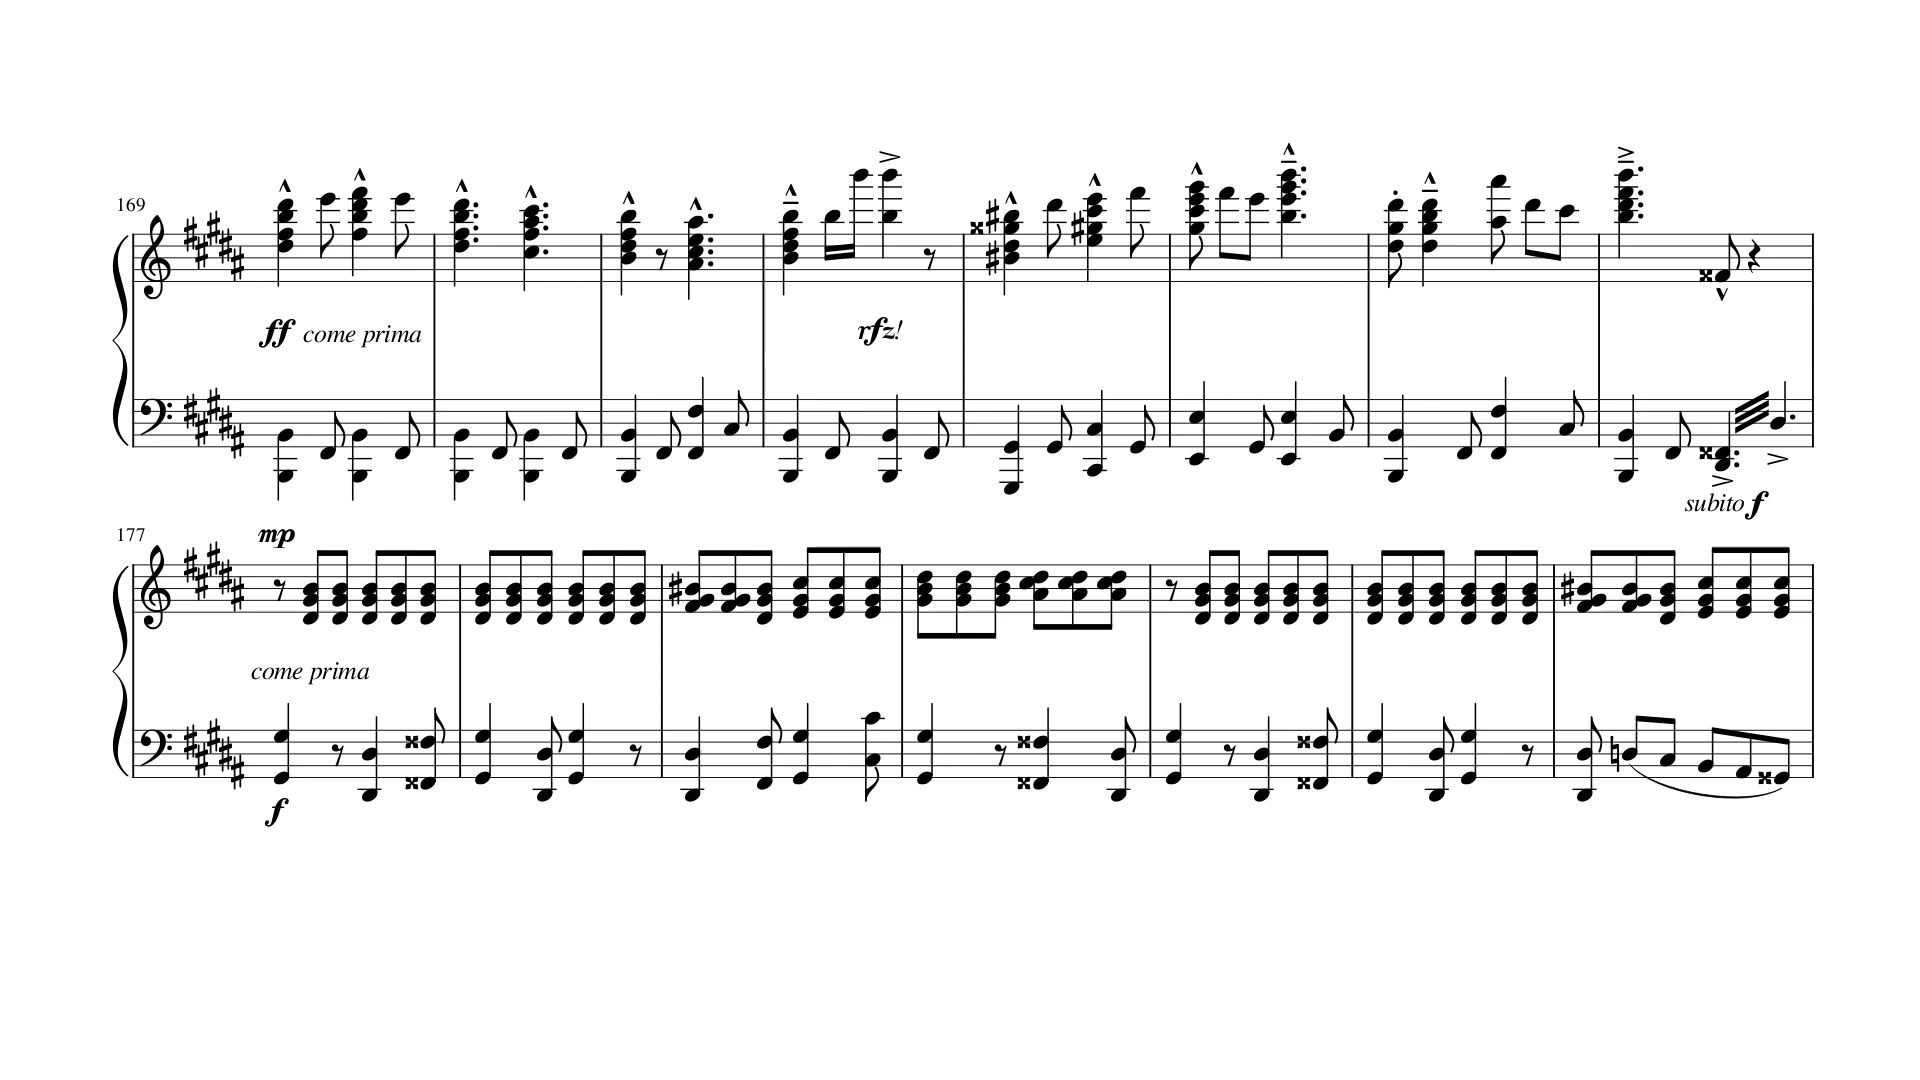 169
ff come prima
rfz!
subito f
177
mp
come prima
f